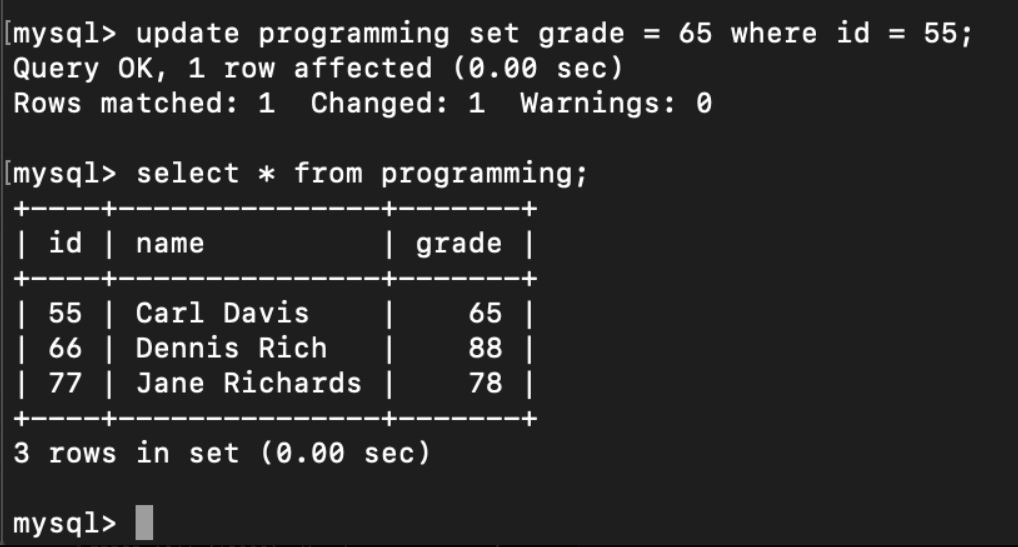 [mysql> update programming set grade = 65 where id = 55;
Query OK, 1 row affected (0.00 sec)
Rows matched: 1  Changed: 1  Warnings: 0
[mysql> select * from programming;
+----+---------------+-------+
| id | name          | grade |
+----+---------------+-------+
| 55 | Carl Davis    |    65 |
| 66 | Dennis Rich   |    88 |
| 77 | Jane Richards |    78 |
+----+---------------+-------+
3 rows in set (0.00 sec)
mysql>